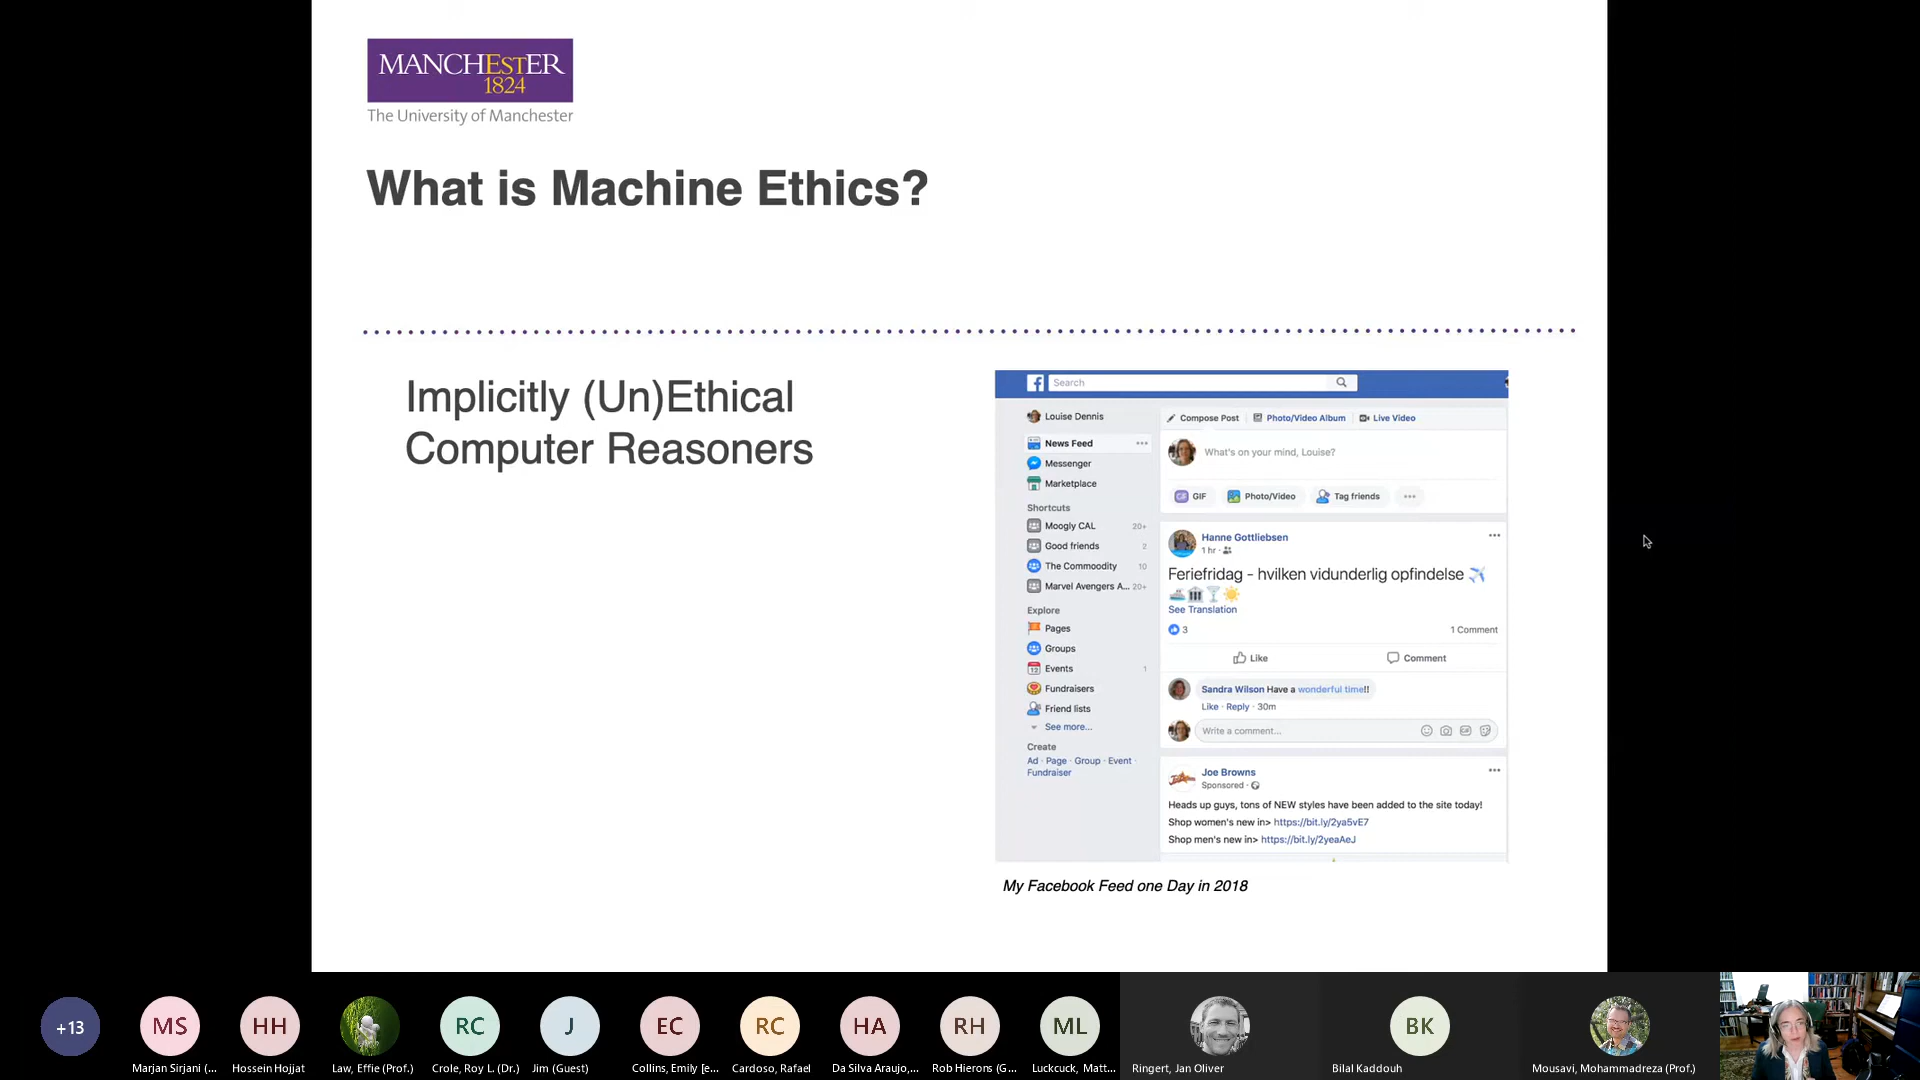 MANCHESTER
1824
The University of Manchester
What is Machine Ethics?
Implicitly (Un)Ethical
Computer Reasoners
Search
Louise Dennis
News Feed
Messenger
Marketplace
Shortcuts
Moogly CAL 20+
Good friends 2
The Commoodity 10
Marvel Avengers A... 20+
Explore
Pages
Groups
Events 1
Fundraisers
Friend lists
See more...
Create
Ad · Page · Group · Event ·
Fundraiser
Compose Post Photo/Video Album Live Video
What's on your mind, Louise?
GIF Photo/Video Tag friends
Hanne Gottliebsen
1 hr ·
Feriefridag - hvilken vidunderlig opfindelse ✈️
🛥️🏛️🍸☀️
See Translation
3 1 Comment
Like Comment
Sandra Wilson Have a wonderful time!!
Like · Reply · 30m
Write a comment...
Joe Browns
Sponsored ·
Heads up guys, tons of NEW styles have been added to the site today!
Shop women's new in> https://bit.ly/2ya5vE7
Shop men's new in> https://bit.ly/2yeaAeJ
My Facebook Feed one Day in 2018
+13 MS HH RC J EC RC HA RH ML BK
Marjan Sirjani (... Hossein Hojjat Law, Effie (Prof.) Crole, Roy L. (Dr.) Jim (Guest) Collins, Emily [e... Cardoso, Rafael Da Silva Araujo,... Rob Hierons (G... Luckcuck, Matt... Ringert, Jan Oliver Bilal Kaddouh Mousavi, Mohammadreza (Prof.)